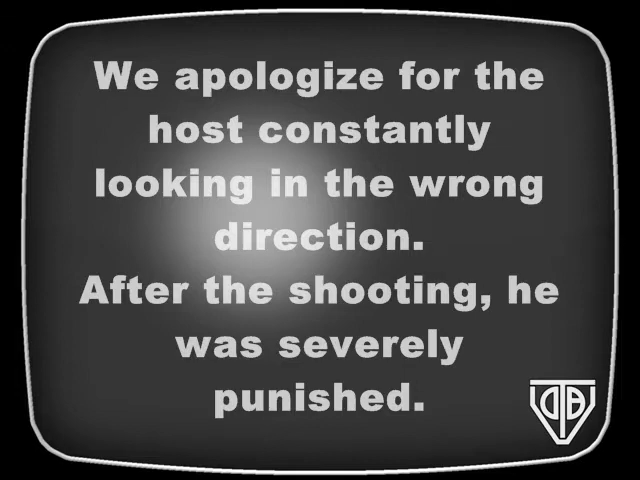 We apologize for the
host constantly
looking in the wrong
direction.
After the shooting, he
was severely
punished.